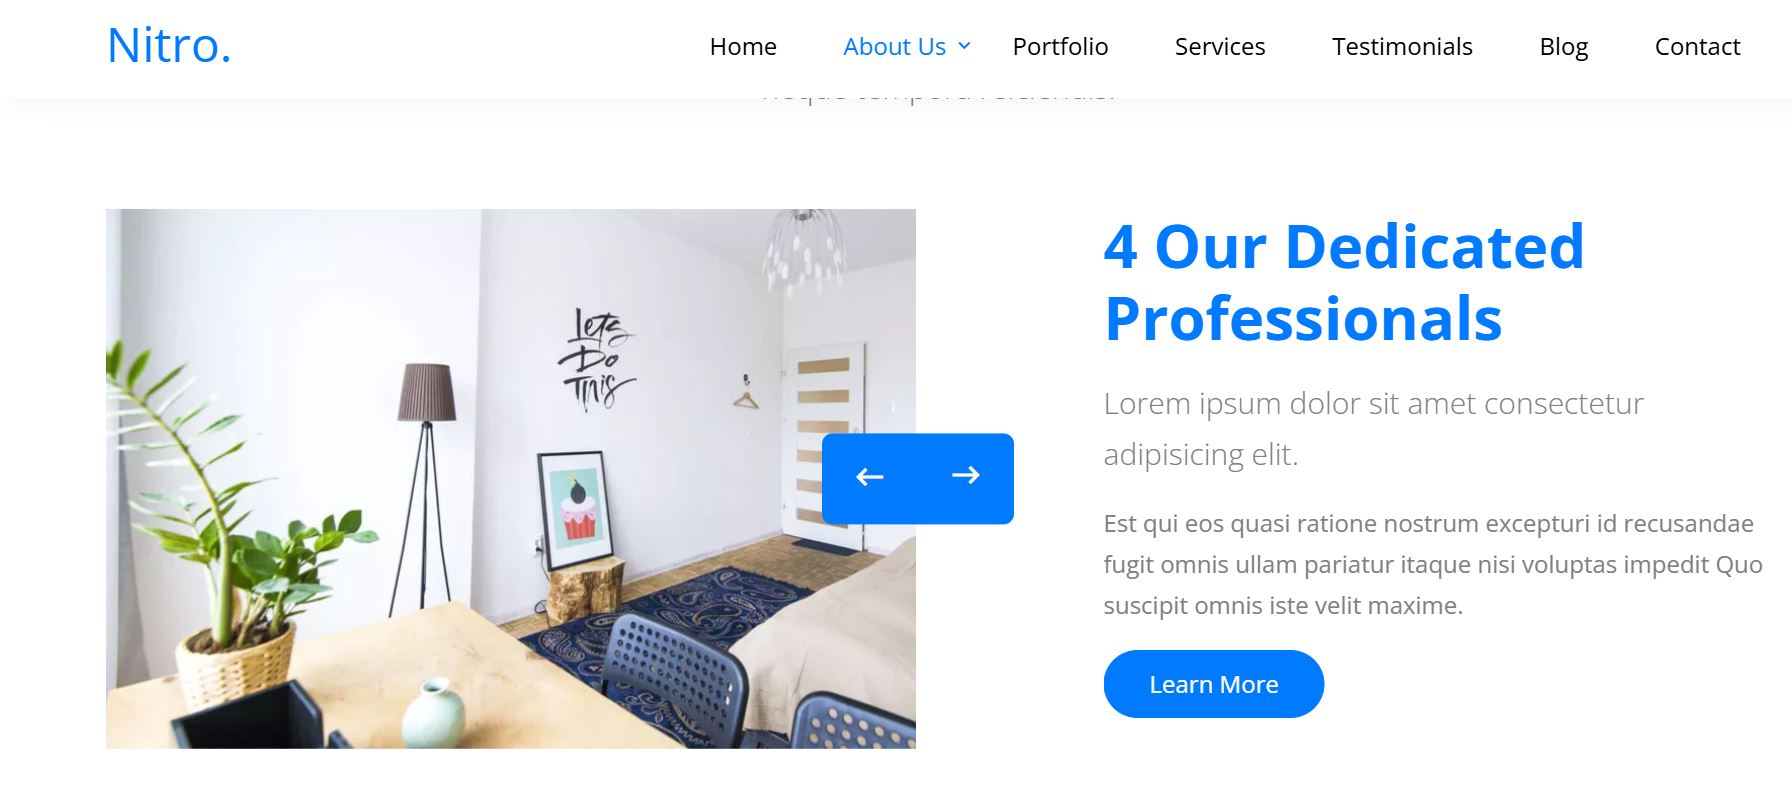 Nitro.
Home About Us Portfolio Services Testimonials Blog Contact
Let's
Do
This
4 Our Dedicated
Professionals
Lorem ipsum dolor sit amet consectetur
adipisicing elit.
Est qui eos quasi ratione nostrum excepturi id recusandae
fugit omnis ullam pariatur itaque nisi voluptas impedit Quo
suscipit omnis iste velit maxime.
Learn More